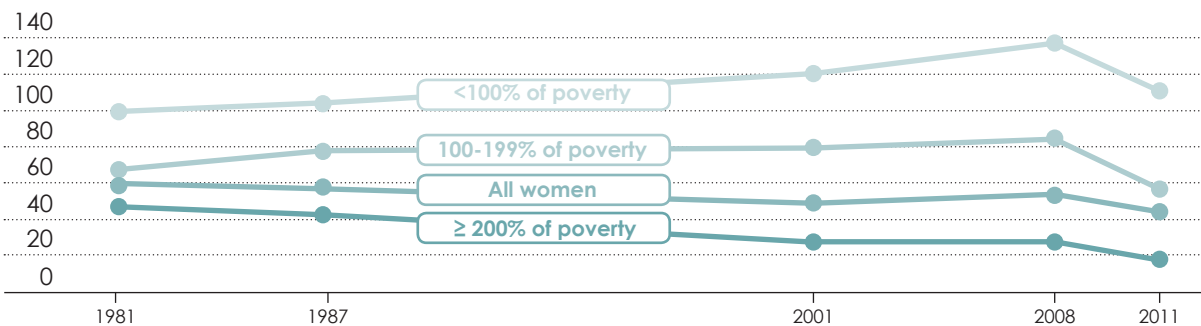 140
120
<100% of poverty
100
80
100-199% of poverty
60
All women
40
≥ 200% of poverty
20
0
1981 1987 2001 2008 2011